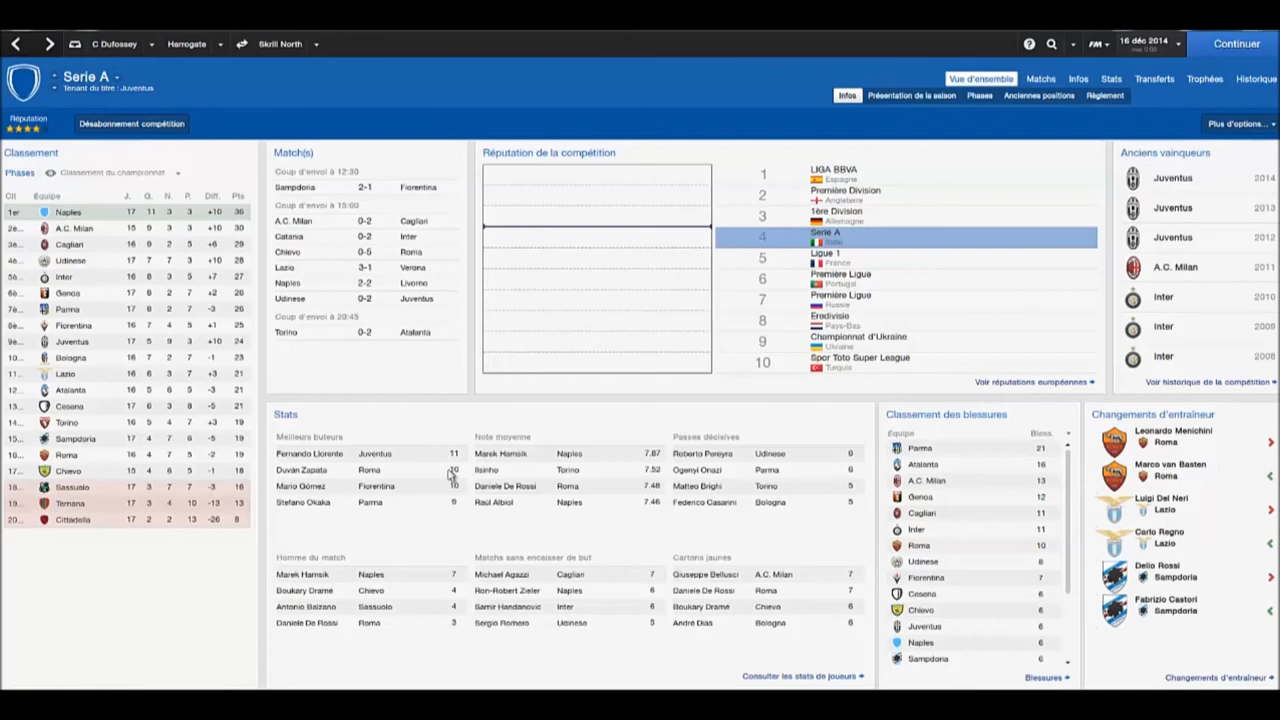 C Dufossey
Harrogate
Skrill North
FM
16 déc 2014
Continuer
Serie A
Tenant du titre : Juventus
Vue d'ensemble Matchs Infos Stats Transferts Trophées Historique
Infos Présentation de la saison Phases Anciennes positions Règlement
Réputation
Désabonnement compétition
Plus d'options...
Classement
Phases Classement du championnat
Clt Équipe J. G. N. P. Diff. Pts
1er Naples 17 11 3 3 +10 36
2è... A.C. Milan 15 9 3 3 +10 30
3è... Cagliari 16 9 2 5 +6 29
4è... Udinese 17 7 7 3 +10 28
5è... Inter 16 8 3 5 +7 27
6è... Genoa 17 8 2 7 +2 26
7è... Parma 17 8 2 7 -3 26
8è... Fiorentina 16 7 4 5 +1 25
9è... Juventus 17 5 9 3 +10 24
10... Bologna 16 7 2 7 -1 23
11... Lazio 16 6 3 7 +3 21
12... Atalanta 16 5 6 5 -3 21
13... Cesena 17 6 3 8 -5 21
14... Torino 16 5 4 7 +3 19
15... Sampdoria 17 4 7 6 -5 19
16... Roma 16 4 7 5 19
17... Chievo 15 4 6 5 -1 18
18... Sassuolo 17 3 7 7 -3 16
19... Ternana 17 3 4 10 -13 13
20... Cittadella 17 2 2 13 8
Match(s)
Coup d'envoi à 12:30
Sampdoria 2-1 Fiorentina
Coup d'envoi à 15:00
A.C. Milan 0-2 Cagliari
Catania 0-2 Inter
Chievo 0-5 Roma
Lazio 3-1 Verona
Naples 2-2 Livorno
Udinese 0-2 Juventus
Coup d'envoi à 20:45
Torino 0-2 Atalanta
Réputation de la compétition
1 LIGA BBVA
Espagne
2 Première Division
Angleterre
3 1ère Division
Allemagne
4 Serie A
Italie
5 Ligue 1
France
6 Première Ligue
Portugal
7 Première Ligue
Russie
8 Eredivisie
Pays-Bas
9 Championnat d'Ukraine
Ukraine
10 Spor Toto Super League
Turquie
Voir réputations européennes
Anciens vainqueurs
Juventus 2014
Juventus 2013
Juventus 2012
A.C. Milan 2011
Inter 2010
Inter 2009
Inter 2008
Voir historique de la compétition
Stats
Meilleurs buteurs
Fernando Llorente Juventus 11
Duván Zapata Roma 10
Mario Gómez Fiorentina 10
Stefano Okaka Parma 9
Note moyenne
Marek Hamsik Naples 7.87
Ilsinho Torino 7.52
Daniele De Rossi Roma 7.48
Raúl Albiol Naples 7.46
Passes décisives
Roberto Pereyra Udinese 6
Ogenyi Onazi Parma 6
Matteo Brighi Torino 5
Federico Casarini Bologna 5
Homme du match
Marek Hamsik Naples 7
Boukary Dramé Chievo 4
Antonio Balzano Sassuolo 4
Daniele De Rossi Roma 3
Matchs sans encaisser de but
Michael Agazzi Cagliari 7
Ron-Robert Zieler Naples 6
Samir Handanovic Inter 6
Sergio Romero Udinese 5
Cartons jaunes
Giuseppe Bellusci A.C. Milan 7
Daniele De Rossi Roma 7
Boukary Dramé Chievo 6
André Dias Bologna 6
Consulter les stats de joueurs
Classement des blessures
Équipe Bless.
Parma 21
Atalanta 16
A.C. Milan 13
Genoa 12
Cagliari 11
Inter 11
Roma 10
Udinese 8
Fiorentina 7
Cesena 6
Chievo 6
Juventus 6
Naples 6
Sampdoria 6
Blessures
Changements d'entraîneur
Leonardo Menichini
Roma
Marco van Basten
Roma
Luigi Del Neri
Lazio
Carlo Regno
Lazio
Delio Rossi
Sampdoria
Fabrizio Castori
Sampdoria
Changements d'entraîneur